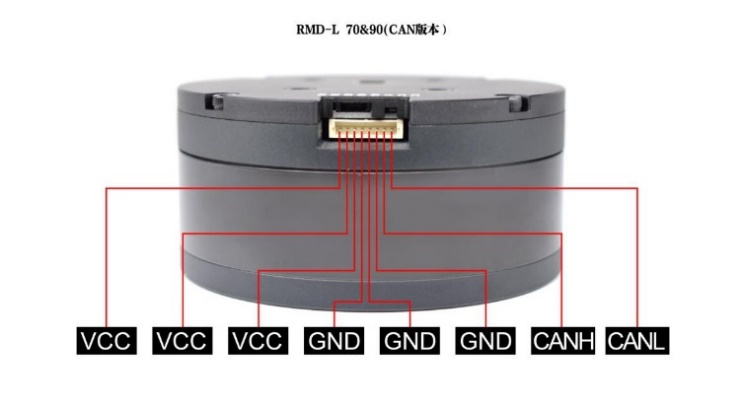 RMD-L 70&90(CAN版本)
VCC VCC VCC GND GND GND CANH CANL